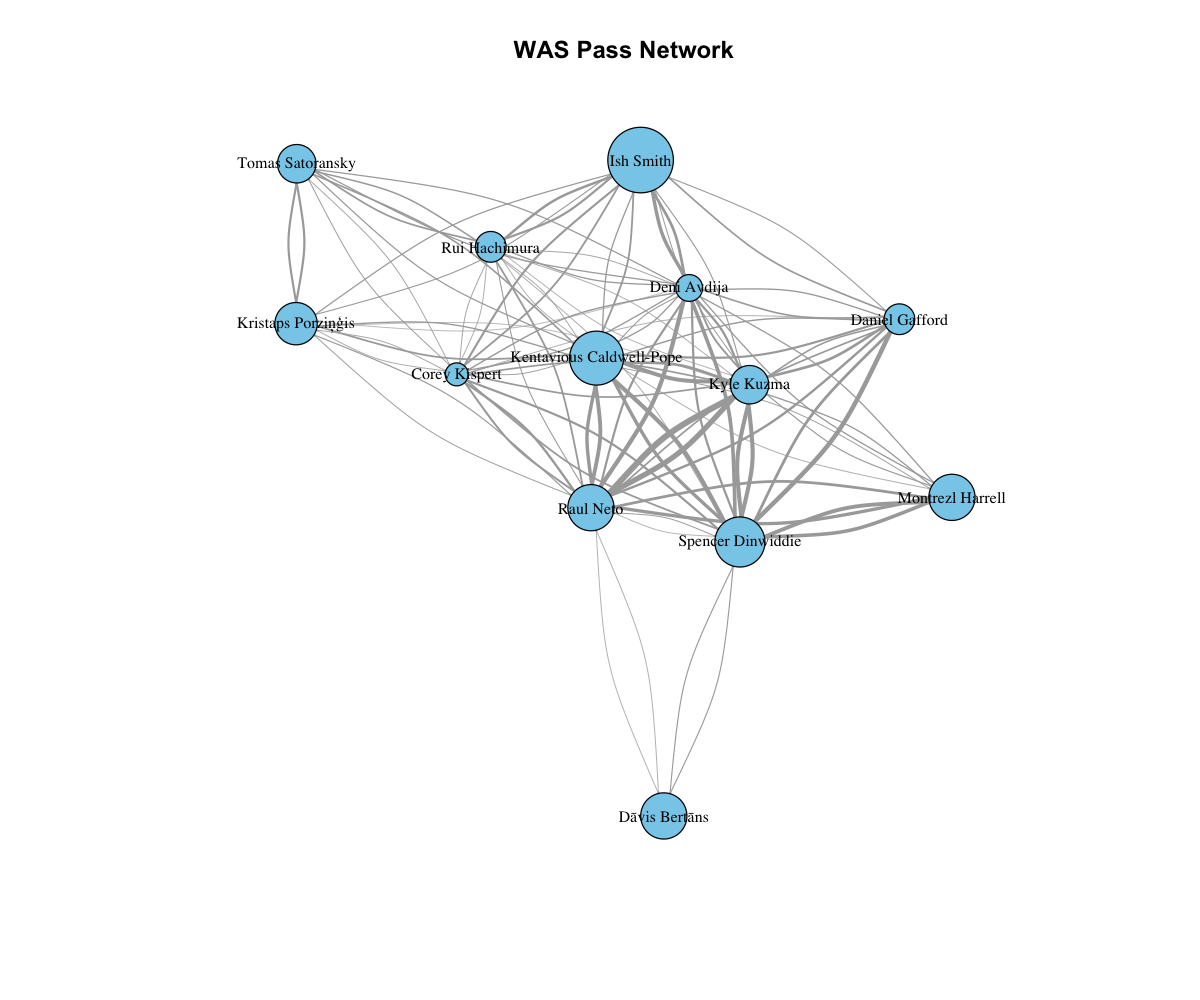 WAS Pass Network
Ish Smith
Tomas Satoransky
Rui Hachimura
Deni Avdija
Daniel Gafford
Kristaps Porziņģis
Kentavious Caldwell-Pope
Corey Kispert
Kyle Kuzma
Montrezl Harrell
Raul Neto
Spencer Dinwiddie
Dāvis Bertāns